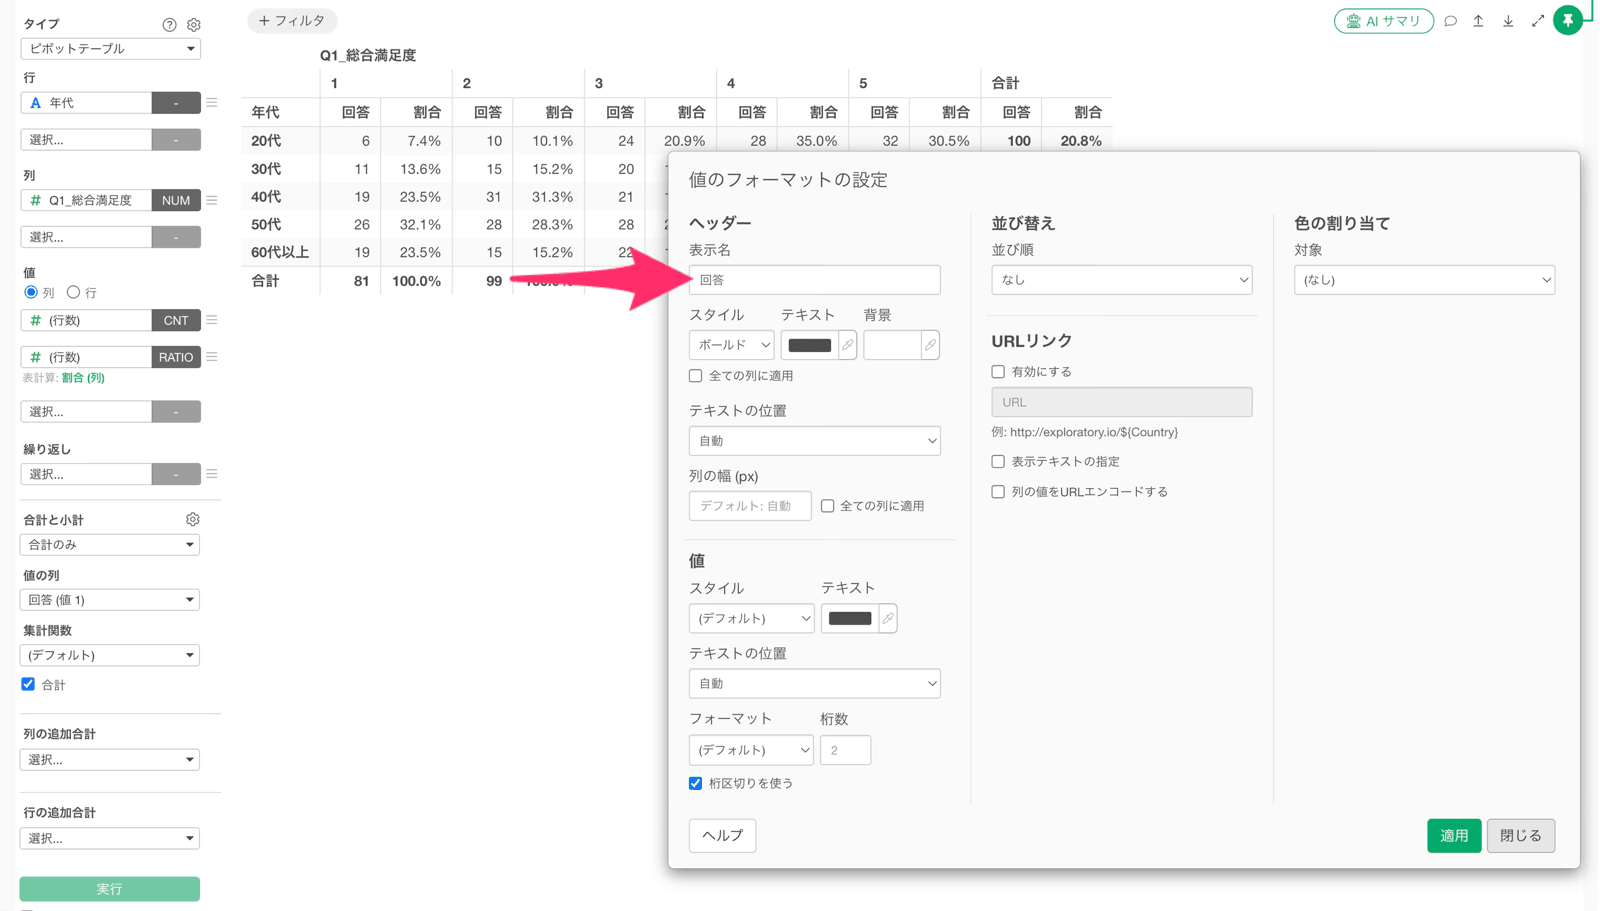 タイプ
ピボットテーブル
行
A 年代 -
選択... -
列
# Q1_総合満足度 NUM
選択... -
値
列 行
# (行数) CNT
# (行数) RATIO
表計算: 割合 (列)
選択... -
繰り返し
選択... -
合計と小計
合計のみ
値の列
回答 (値 1)
集計関数
(デフォルト)
合計
列の追加合計
選択...
行の追加合計
選択...
実行
+ フィルタ
AI サマリ
Q1_総合満足度
1 2 3 4 5 合計
年代 回答 割合 回答 割合 回答 割合 回答 割合 回答 割合 回答 割合
20代 6 7.4% 10 10.1% 24 20.9% 28 35.0% 32 30.5% 100 20.8%
30代 11 13.6% 15 15.2% 20
40代 19 23.5% 31 31.3% 21
50代 26 32.1% 28 28.3% 28
60代以上 19 23.5% 15 15.2% 22
合計 81 100.0% 99
値のフォーマットの設定
ヘッダー
表示名
回答
スタイル テキスト 背景
ボールド
全ての列に適用
テキストの位置
自動
列の幅 (px)
デフォルト: 自動 全ての列に適用
値
スタイル テキスト
(デフォルト)
テキストの位置
自動
フォーマット 桁数
(デフォルト) 2
桁区切りを使う
ヘルプ
並び替え
並び順
なし
URLリンク
有効にする
URL
例: http://exploratory.io/${Country}
表示テキストの指定
列の値をURLエンコードする
色の割り当て
対象
(なし)
適用 閉じる